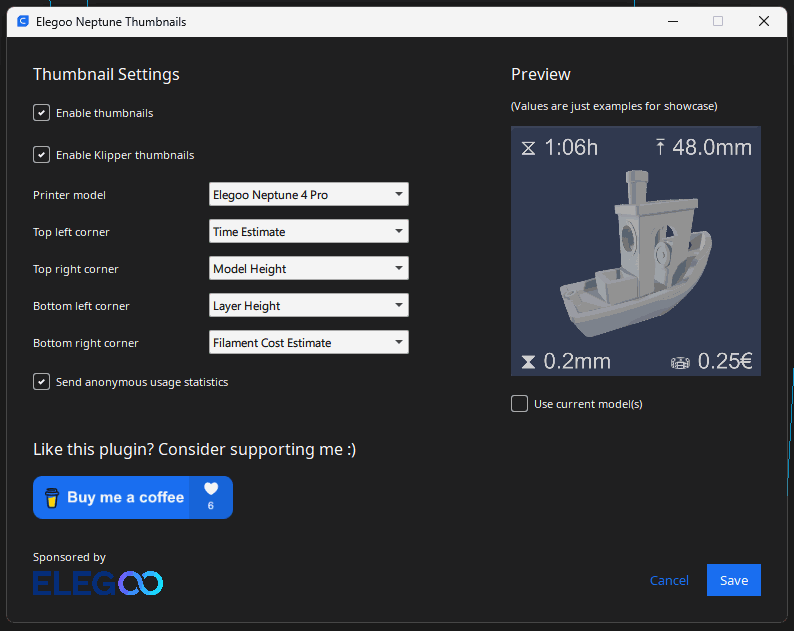 Elegoo Neptune Thumbnails
Thumbnail Settings
Enable thumbnails
Enable Klipper thumbnails
Printer model
Elegoo Neptune 4 Pro
Top left corner
Time Estimate
Top right corner
Model Height
Bottom left corner
Layer Height
Bottom right corner
Filament Cost Estimate
Send anonymous usage statistics
Like this plugin? Consider supporting me :)
Buy me a coffee
6
Sponsored by
ELEGOO
Preview
(Values are just examples for showcase)
1:06h
48.0mm
0.2mm
0.25€
Use current model(s)
Cancel
Save